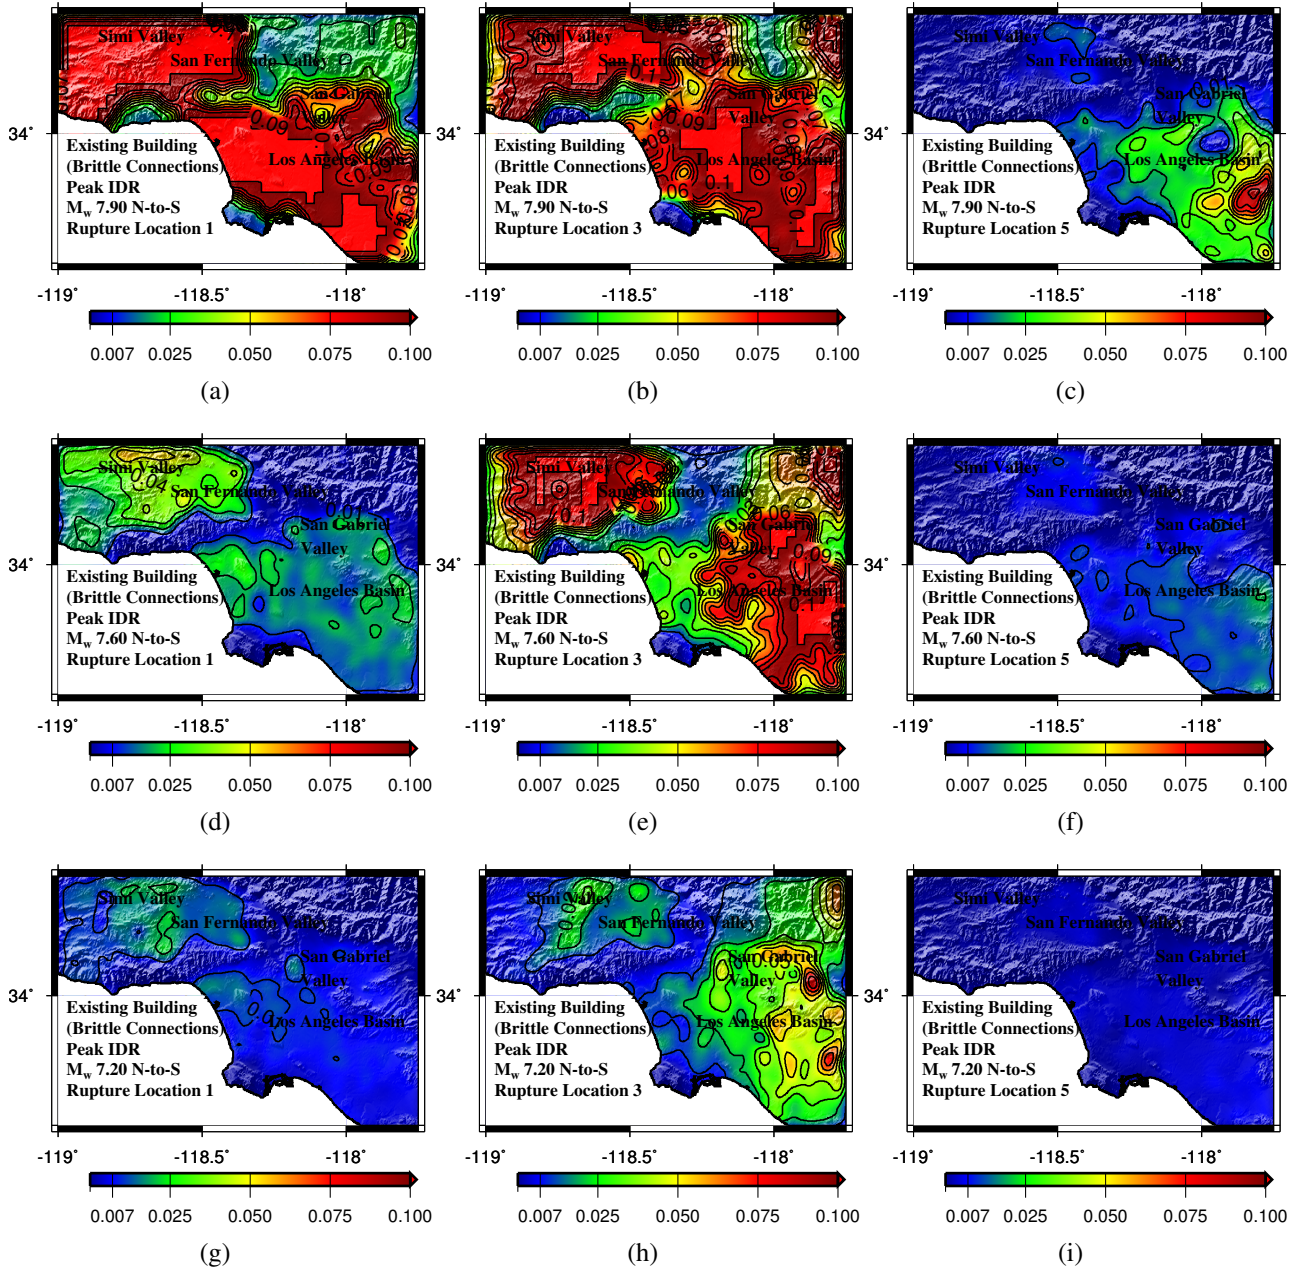 Simi Valley
San Fernando Valley
San Gabriel
Valley
34˚
Los Angeles Basin
Existing Building
(Brittle Connections)
Peak IDR
Mw 7.90 N-to-S
Rupture Location 1
-119˚ -118.5˚ -118˚
0.007 0.025 0.050 0.075 0.100
(a)
Simi Valley
San Fernando Valley
San Gabriel
Valley
34˚
Los Angeles Basin
Existing Building
(Brittle Connections)
Peak IDR
Mw 7.90 N-to-S
Rupture Location 3
-119˚ -118.5˚ -118˚
0.007 0.025 0.050 0.075 0.100
(b)
Simi Valley
San Fernando Valley
San Gabriel
Valley
34˚
Los Angeles Basin
Existing Building
(Brittle Connections)
Peak IDR
Mw 7.90 N-to-S
Rupture Location 5
-119˚ -118.5˚ -118˚
0.007 0.025 0.050 0.075 0.100
(c)
Simi Valley
0.04
San Fernando Valley
0.01
San Gabriel
Valley
34˚
Los Angeles Basin
Existing Building
(Brittle Connections)
Peak IDR
Mw 7.60 N-to-S
Rupture Location 1
-119˚ -118.5˚ -118˚
0.007 0.025 0.050 0.075 0.100
(d)
Simi Valley
San Fernando Valley
0.06
San Gabriel
Valley
34˚
Los Angeles Basin
Existing Building
(Brittle Connections)
Peak IDR
Mw 7.60 N-to-S
Rupture Location 3
-119˚ -118.5˚ -118˚
0.007 0.025 0.050 0.075 0.100
(e)
Simi Valley
San Fernando Valley
San Gabriel
Valley
34˚
Los Angeles Basin
Existing Building
(Brittle Connections)
Peak IDR
Mw 7.60 N-to-S
Rupture Location 5
-119˚ -118.5˚ -118˚
0.007 0.025 0.050 0.075 0.100
(f)
Simi Valley
San Fernando Valley
San Gabriel
Valley
34˚
Los Angeles Basin
Existing Building
(Brittle Connections)
Peak IDR
Mw 7.20 N-to-S
Rupture Location 1
-119˚ -118.5˚ -118˚
0.007 0.025 0.050 0.075 0.100
(g)
Simi Valley
San Fernando Valley
San Gabriel
Valley
34˚
Los Angeles Basin
Existing Building
(Brittle Connections)
Peak IDR
Mw 7.20 N-to-S
Rupture Location 3
-119˚ -118.5˚ -118˚
0.007 0.025 0.050 0.075 0.100
(h)
Simi Valley
San Fernando Valley
San Gabriel
Valley
34˚
Los Angeles Basin
Existing Building
(Brittle Connections)
Peak IDR
Mw 7.20 N-to-S
Rupture Location 5
-119˚ -118.5˚ -118˚
0.007 0.025 0.050 0.075 0.100
(i)